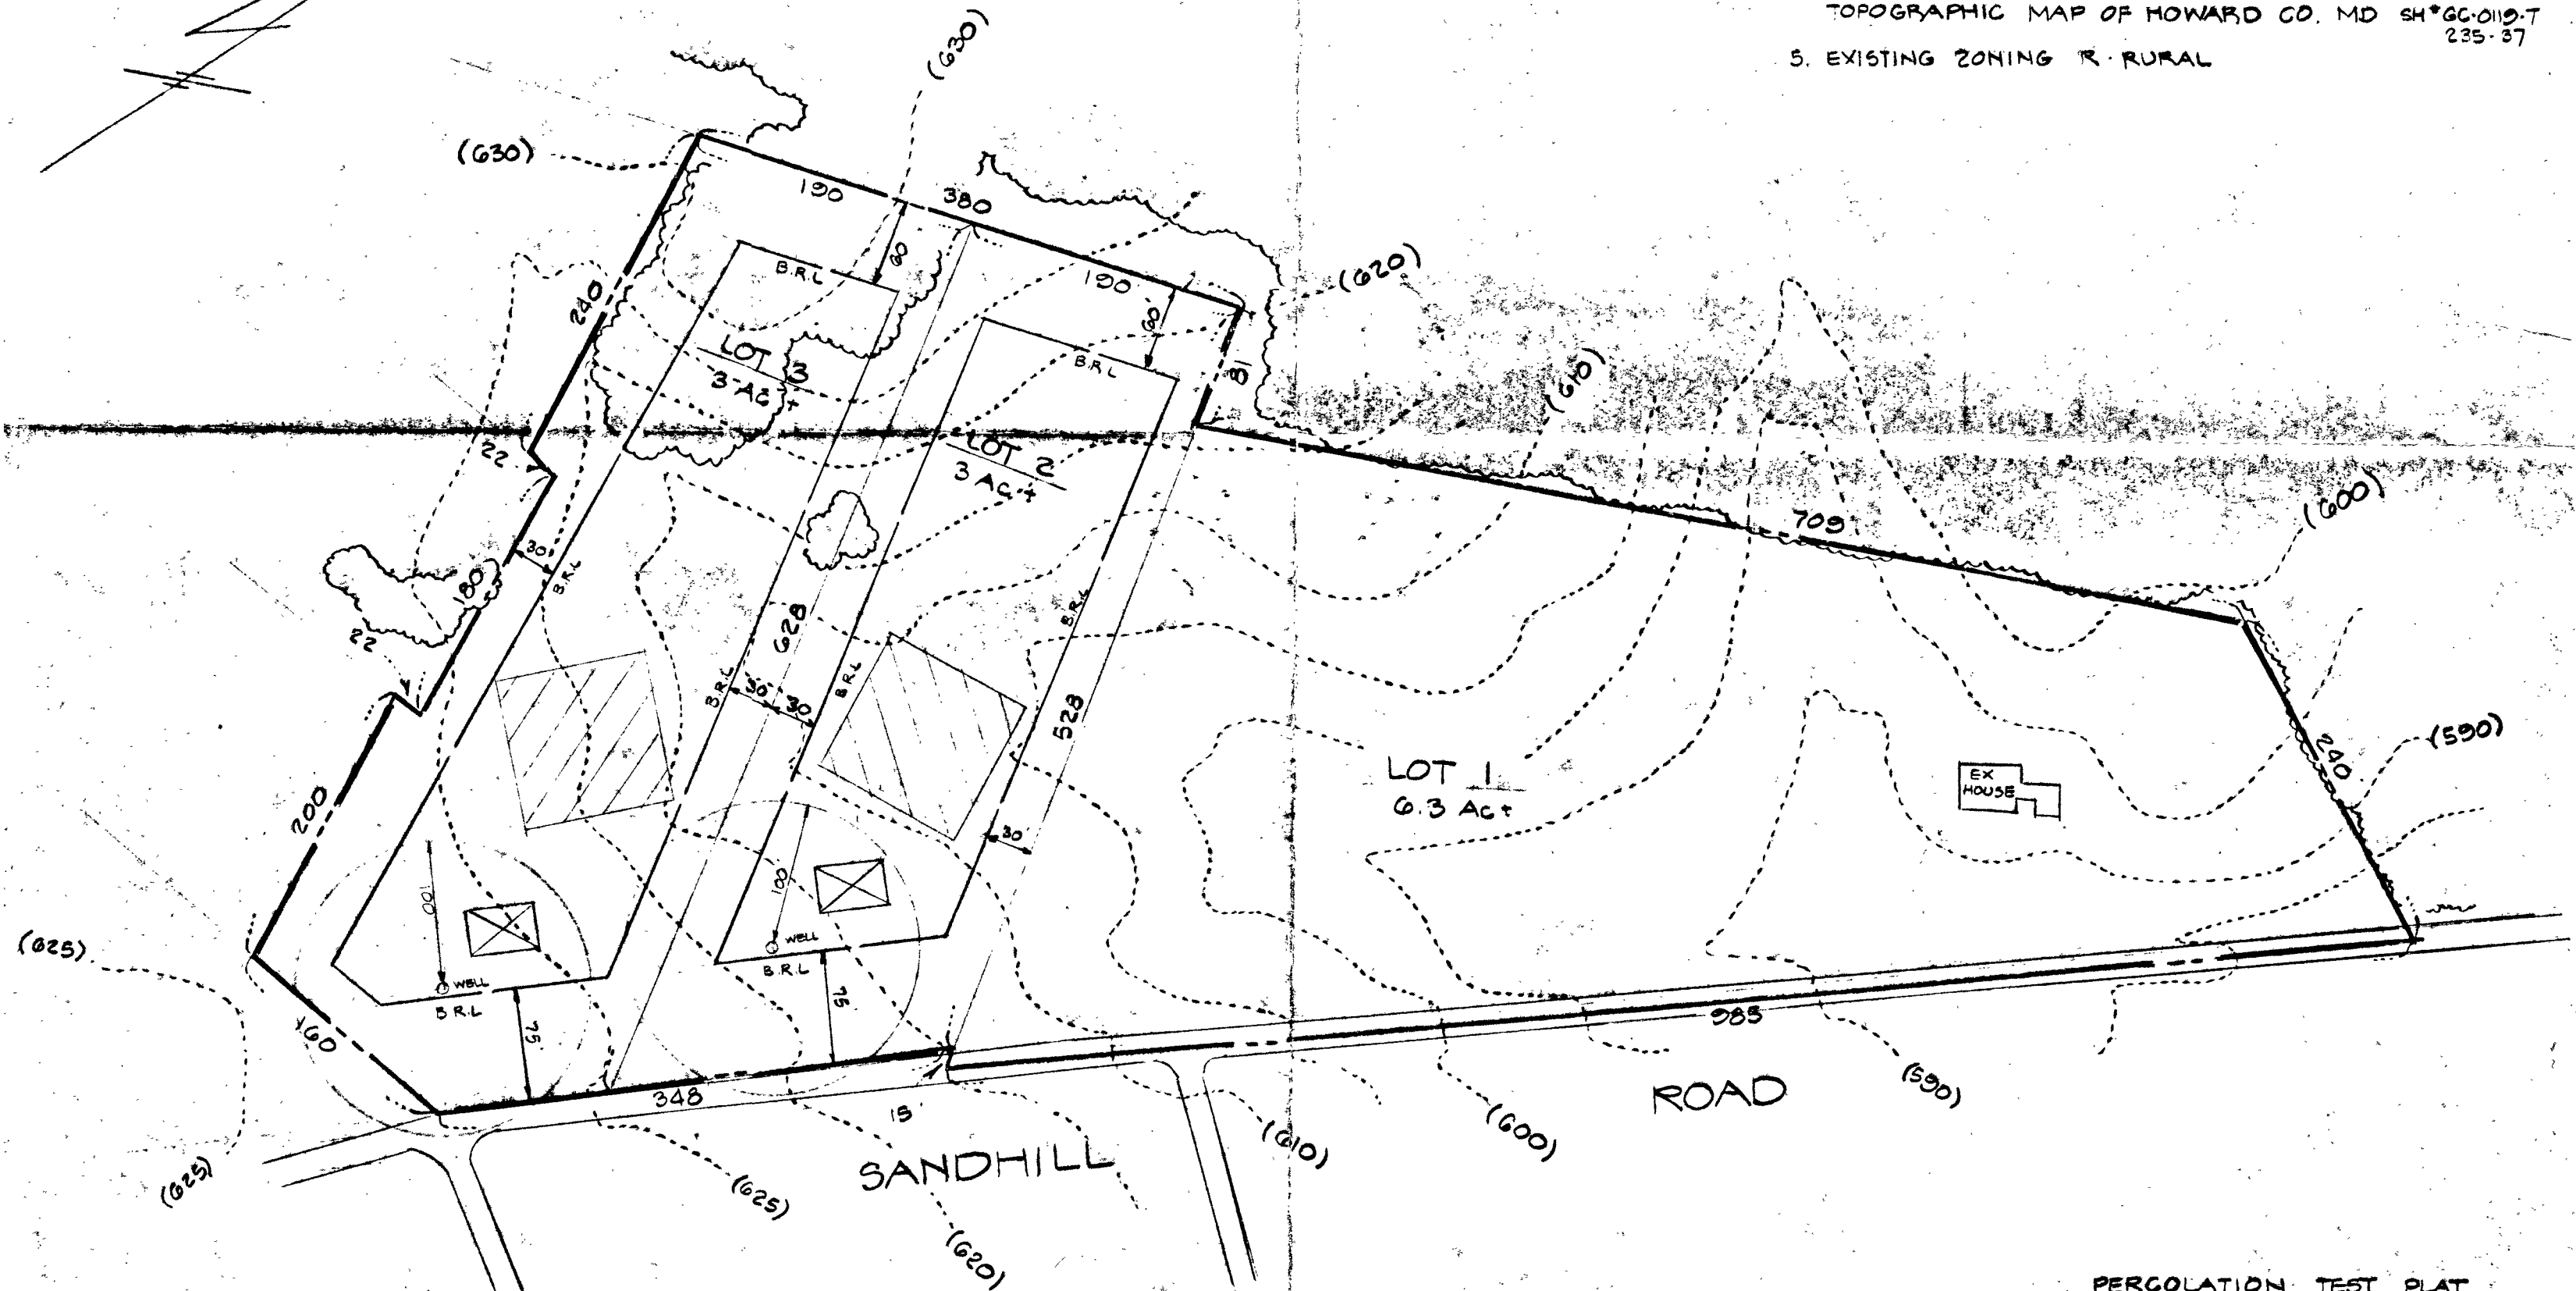 TOPOGRAPHIC MAP OF HOWARD CO. MD SH#GC-0119-T
235-37
5. EXISTING ZONING R-RURAL
(630)
(630)
190
380
190
60
B.R.L
240
(620)
60
B.R.L
81
LOT 3
3 AC±
(610)
22
LOT 2
3 AC.±
709
(600)
30
B.R.L
180
22
B.R.L
628
B.R.L
B.R.L
30
30
528
240
(590)
200
LOT 1
6.3 AC±
EX
HOUSE
30
100
100
(625)
WELL
B.R.L
WELL
B.R.L
75
75
160
985
348
15
ROAD
(590)
(600)
(610)
SANDHILL
(625)
(625)
(620)
PERCOLATION TEST PLAT